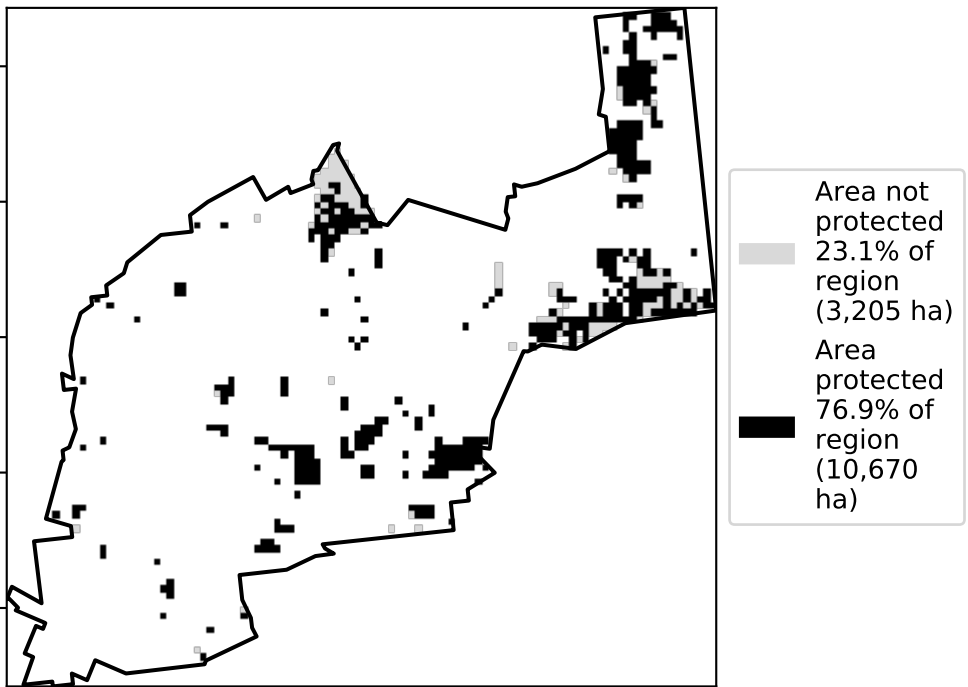 Area not
protected
23.1% of
region
(3,205 ha)
Area
protected
76.9% of
region
(10,670
ha)